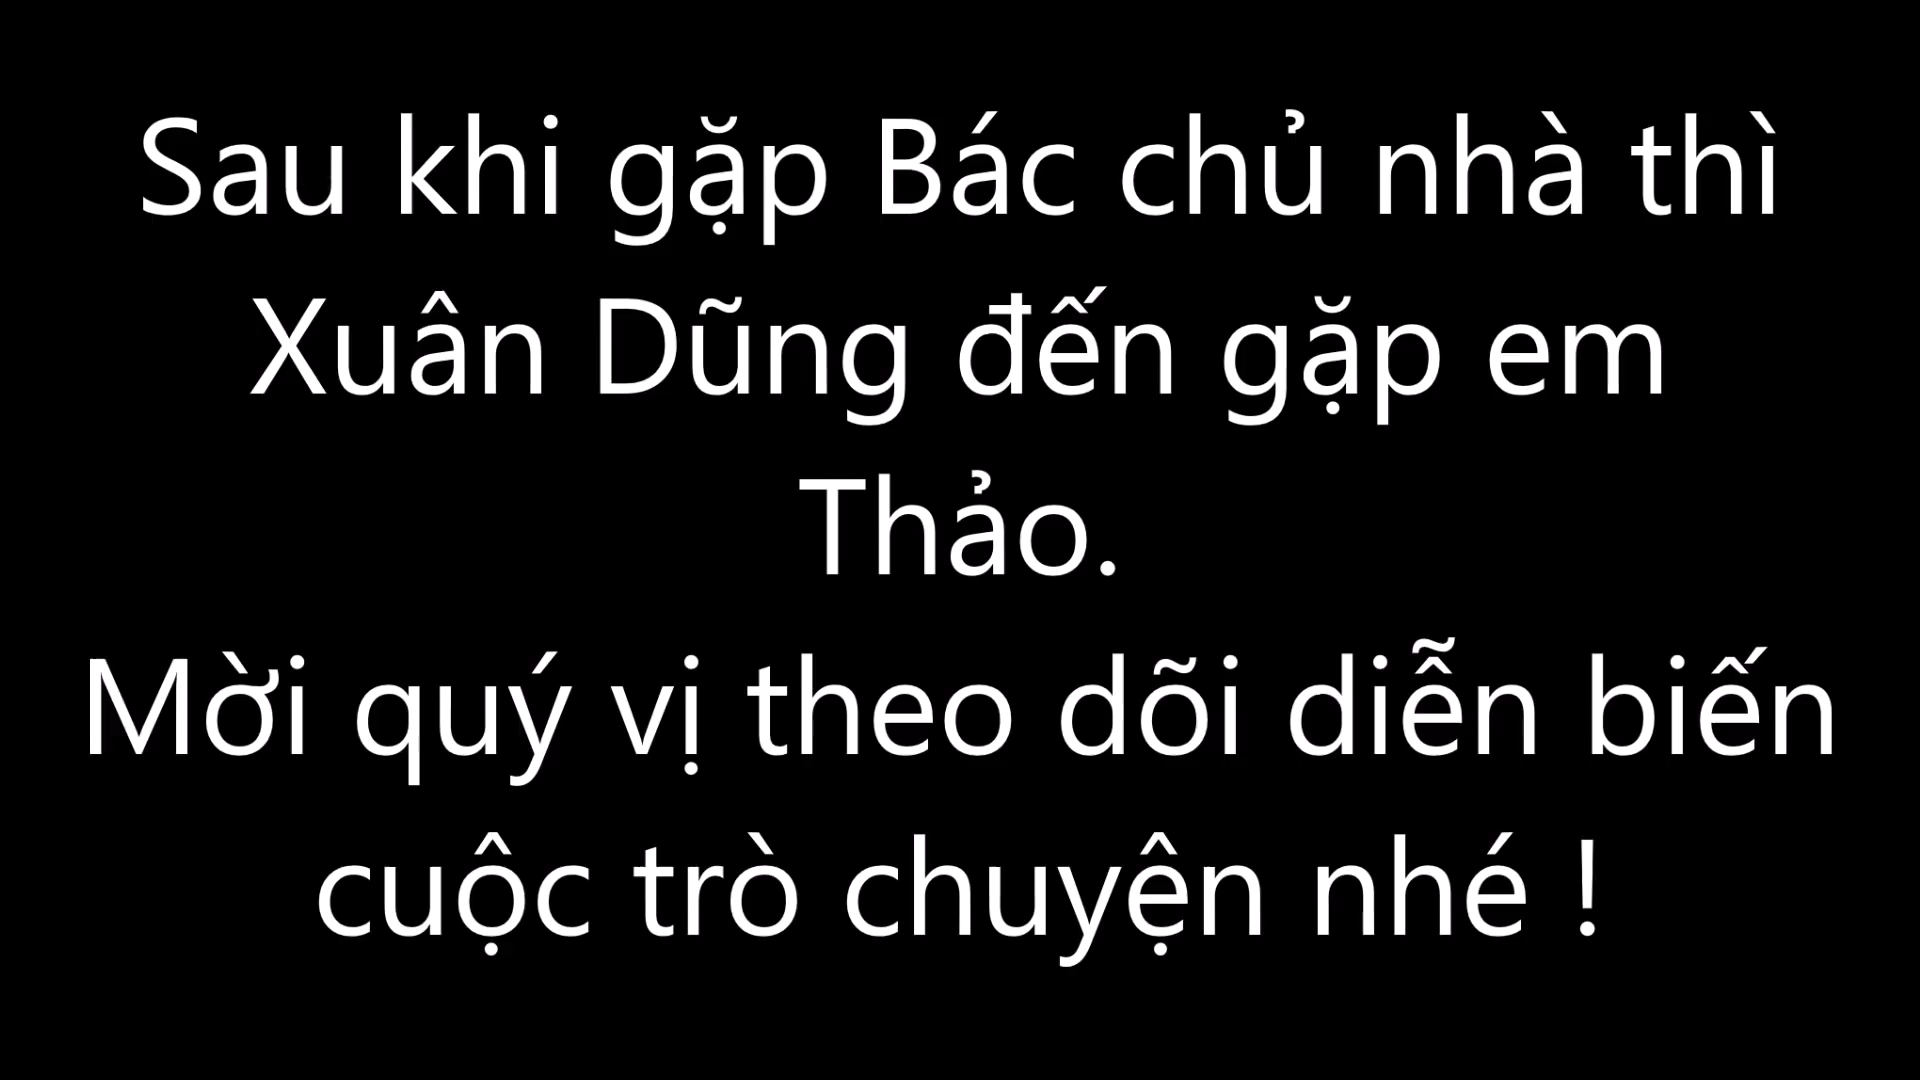 Sau khi gặp Bác chủ nhà thì
Xuân Dũng đến gặp em
Thảo.
Mời quý vị theo dõi diễn biến
cuộc trò chuyện nhé !